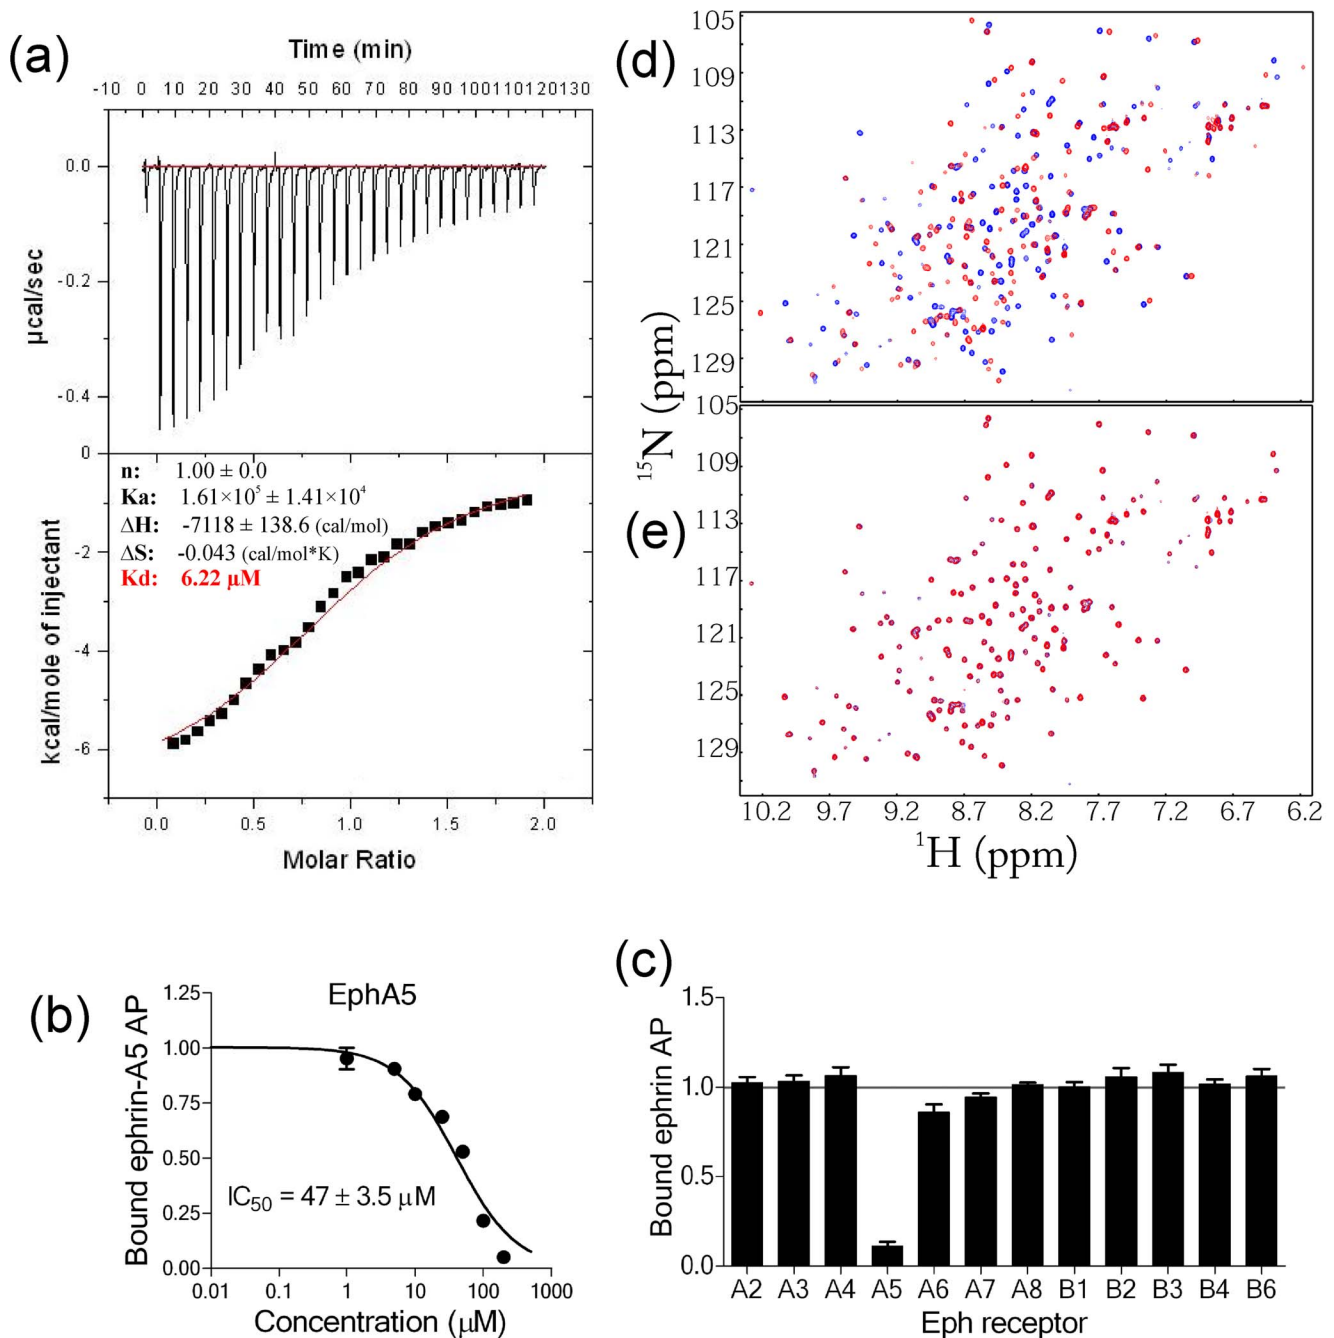 (a)
Time (min)
-10 0 10 20 30 40 50 60 70 80 90 100 110 120 130
0.0
-0.2
-0.4
0
µcal/sec
n: 1.00 ± 0.0
Ka: 1.61×10⁵ ± 1.41×10⁴
ΔH: -7118 ± 138.6 (cal/mol)
ΔS: -0.043 (cal/mol*K)
Kd: 6.22 µM
-2
-4
-6
kcal/mole of injectant
0.0 0.5 1.0 1.5 2.0
Molar Ratio
(d)
105
109
113
117
121
125
129
(e)
105
109
113
117
121
125
129
¹⁵N (ppm)
10.2 9.7 9.2 8.7 8.2 7.7 7.2 6.7 6.2
¹H (ppm)
(b)
EphA5
1.25
1.00
0.75
0.50
0.25
0.00
Bound ephrin-A5 AP
IC₅₀ = 47 ± 3.5 µM
0.01 0.1 1 10 100 1000
Concentration (µM)
(c)
1.5
1.0
0.5
0.0
Bound ephrin AP
A2 A3 A4 A5 A6 A7 A8 B1 B2 B3 B4 B6
Eph receptor